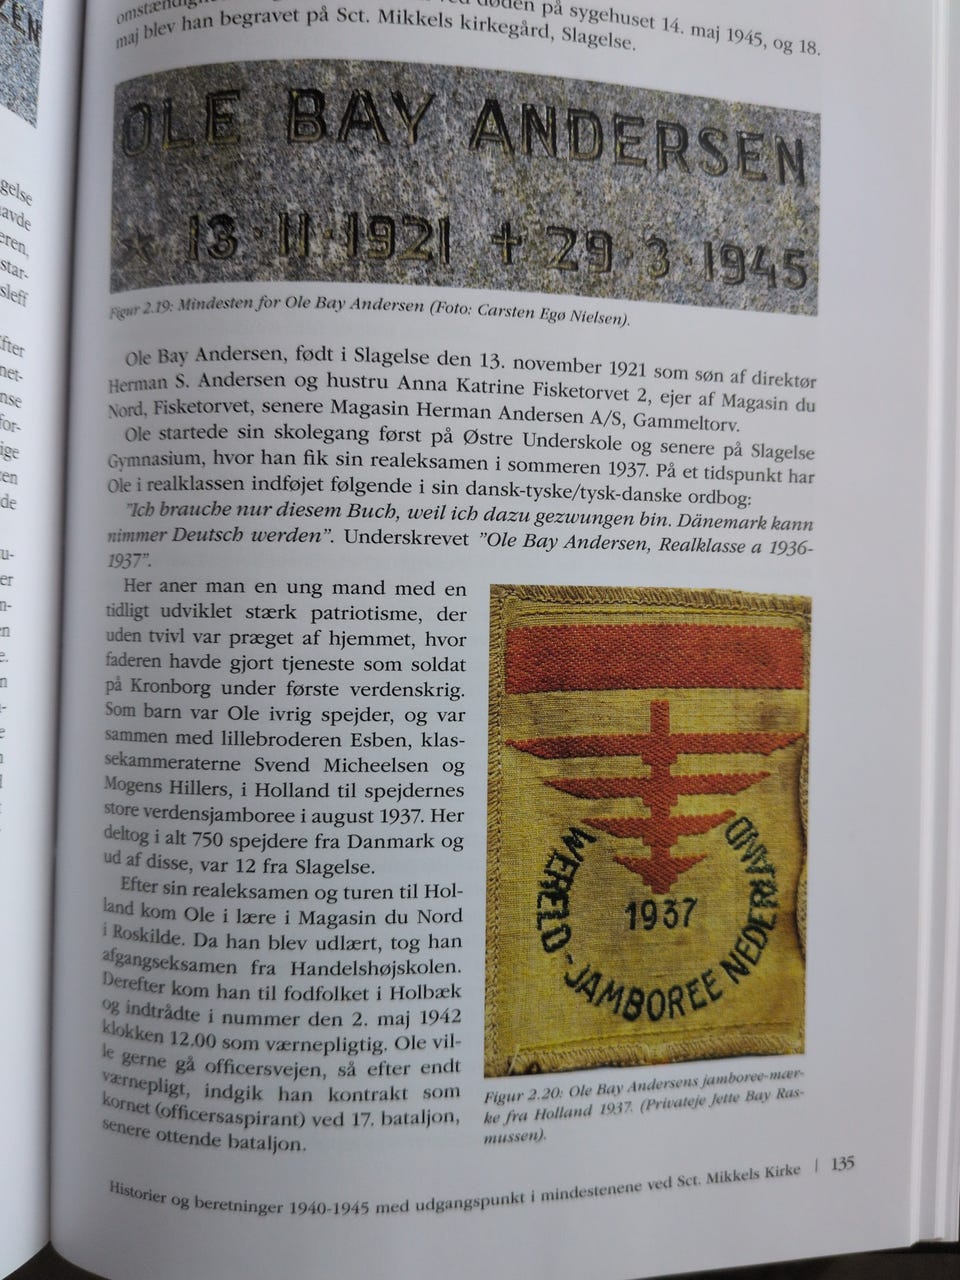 omstændighed
døden på sygehuset 14. maj 1945, og 18.
maj blev han begravet på Sct. Mikkels kirkegård, Slagelse.
OLE BAY ANDERSEN
* 13·11·1921 † 29·3·1945
Figur 2.19: Mindesten for Ole Bay Andersen (Foto: Carsten Egø Nielsen).
Ole Bay Andersen, født i Slagelse den 13. november 1921 som søn af direktør
Herman S. Andersen og hustru Anna Katrine Fisketorvet 2, ejer af Magasin du
Nord, Fisketorvet, senere Magasin Herman Andersen A/S, Gammeltorv.
Ole startede sin skolegang først på Østre Underskole og senere på Slagelse
Gymnasium, hvor han fik sin realeksamen i sommeren 1937. På et tidspunkt har
Ole i realklassen indføjet følgende i sin dansk-tyske/tysk-danske ordbog:
"Ich brauche nur diesem Buch, weil ich dazu gezwungen bin. Dänemark kann
nimmer Deutsch werden". Underskrevet "Ole Bay Andersen, Realklasse a 1936-
1937".
Her aner man en ung mand med en
tidligt udviklet stærk patriotisme, der
uden tvivl var præget af hjemmet, hvor
faderen havde gjort tjeneste som soldat
på Kronborg under første verdenskrig.
Som barn var Ole ivrig spejder, og var
sammen med lillebroderen Esben, klas-
sekammeraterne Svend Micheelsen og
Mogens Hillers, i Holland til spejdernes
store verdensjamboree i august 1937. Her
deltog i alt 750 spejdere fra Danmark og
ud af disse, var 12 fra Slagelse.
Efter sin realeksamen og turen til Hol-
land kom Ole i lære i Magasin du Nord
i Roskilde. Da han blev udlært, tog han
afgangseksamen fra Handelshøjskolen.
Derefter kom han til fodfolket i Holbæk
og indtrådte i nummer den 2. maj 1942
klokken 12.00 som værnepligtig. Ole vil-
le gerne gå officersvejen, så efter endt
værnepligt, indgik han kontrakt som
kornet (officersaspirant) ved 17. bataljon,
senere ottende bataljon.
1937
WERELD-JAMBOREE NEDERLAND
Figur 2.20: Ole Bay Andersens jamboree-mær-
ke fra Holland 1937. (Privateje Jette Bay Ras-
mussen).
Historier og beretninger 1940-1945 med udgangspunkt i mindestenene ved Sct. Mikkels Kirke | 135